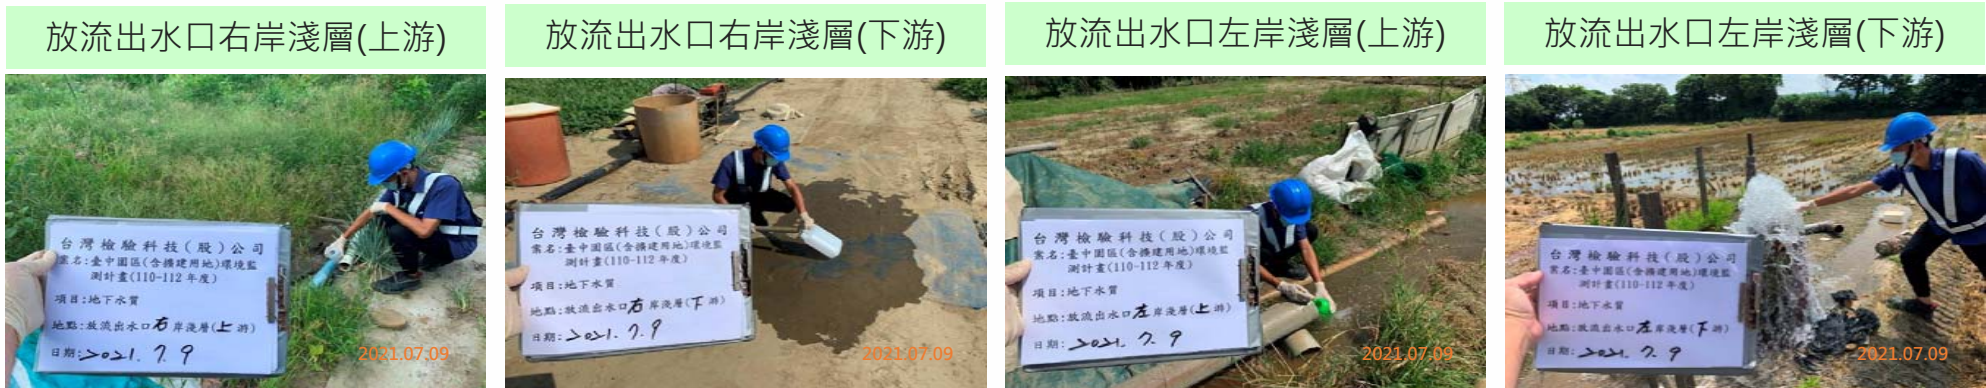 放流出水口右岸淺層(上游)
台灣檢驗科技(股)公司
案名:臺中園區(含擴建用地)環境監
測計畫(110-112年度)
項目:地下水質
地點:放流出水口右岸淺層(上游)
日期:2021.7.9
2021.07.09
放流出水口右岸淺層(下游)
台灣檢驗科技(股)公司
案名:臺中園區(含擴建用地)環境監
測計畫(110-112年度)
項目:地下水質
地點:放流出水口右岸淺層(下游)
日期:2021.7.9
2021.07.09
放流出水口左岸淺層(上游)
台灣檢驗科技(股)公司
案名:臺中園區(含擴建用地)環境監
測計畫(110-112年度)
項目:地下水質
地點:放流出水口左岸淺層(上游)
日期:2021.7.9
2021.07.09
放流出水口左岸淺層(下游)
台灣檢驗科技(股)公司
案名:臺中園區(含擴建用地)環境監
測計畫(110-112年度)
項目:地下水質
地點:放流出水口左岸淺層(下游)
日期:2021.7.9
2021.07.09